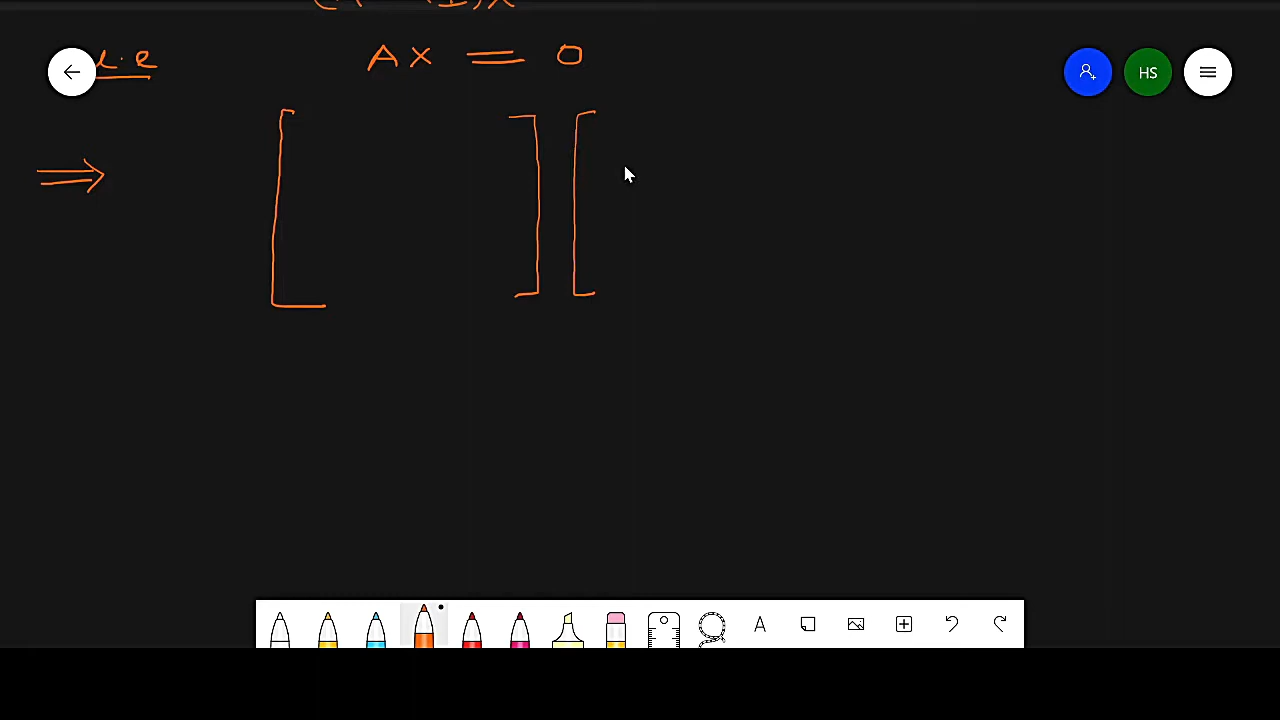 i.e AX = 0
⇒ [ ] [
HS
A